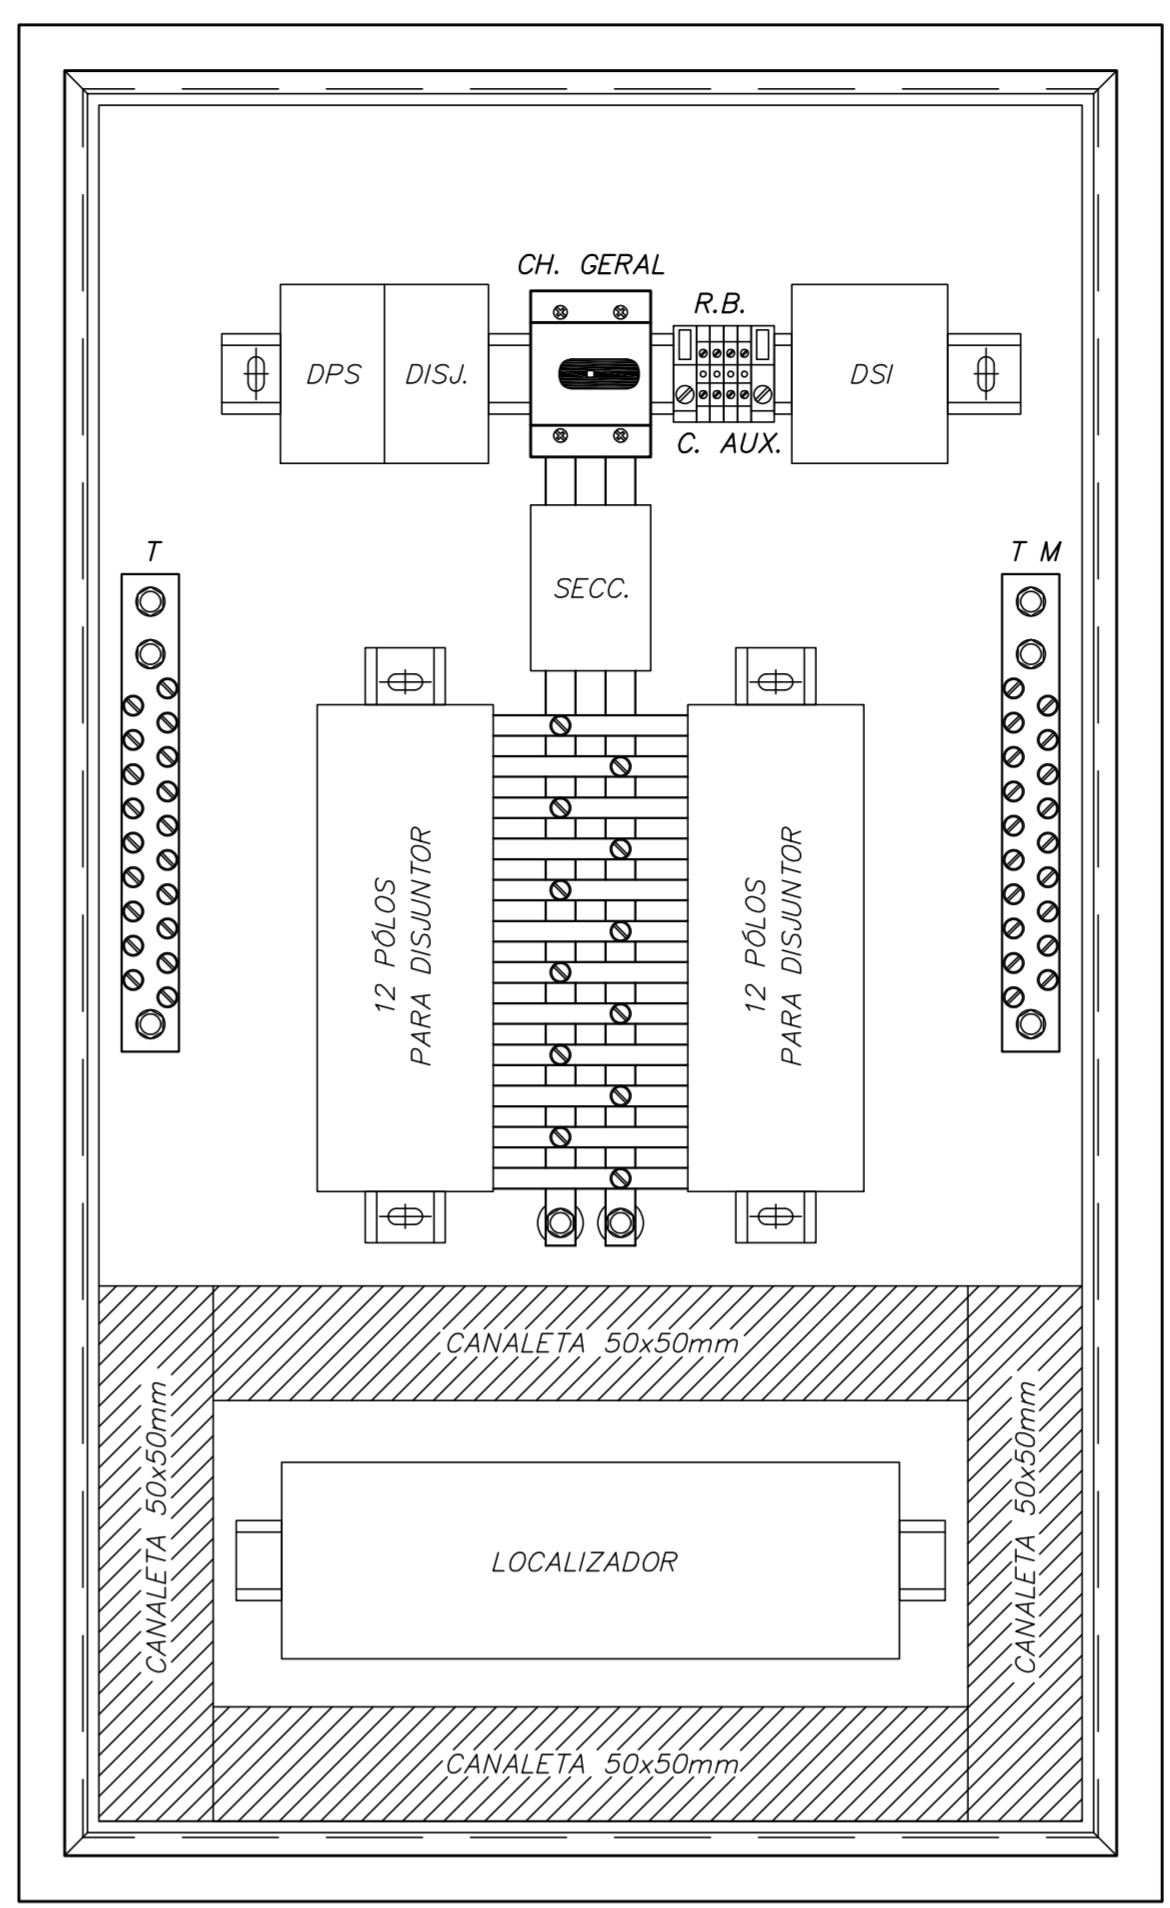 CH. GERAL
R.B.
DPS
DISJ.
DSI
C. AUX.
T
T M
SECC.
12 PÓLOS
PARA DISJUNTOR
12 PÓLOS
PARA DISJUNTOR
CANALETA 50x50mm
CANALETA 50x50mm
CANALETA 50x50mm
LOCALIZADOR
CANALETA 50x50mm